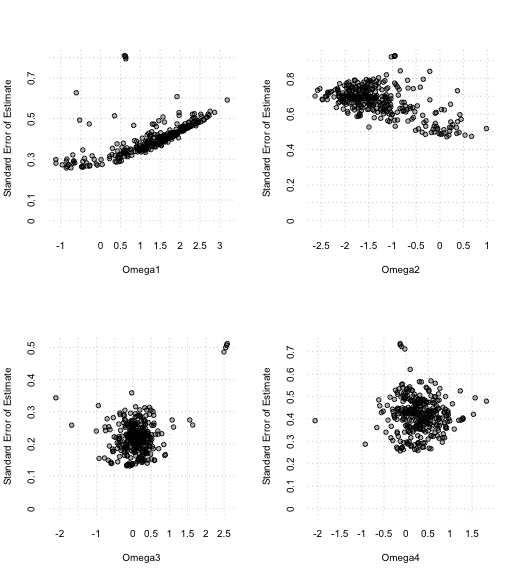 Standard Error of Estimate
0 0.1 0.3 0.5 0.7
-1 0 0.5 1 1.5 2 2.5 3
Omega1
Standard Error of Estimate
0 0.2 0.4 0.6 0.8
-2.5 -2 -1.5 -1 -0.5 0 0.5 1
Omega2
Standard Error of Estimate
0 0.1 0.2 0.3 0.4 0.5
-2 -1 0 0.5 1 1.5 2.5
Omega3
Standard Error of Estimate
0 0.1 0.2 0.3 0.4 0.5 0.6 0.7
-2 -1 -0.5 0 0.5 1 1.5
Omega4